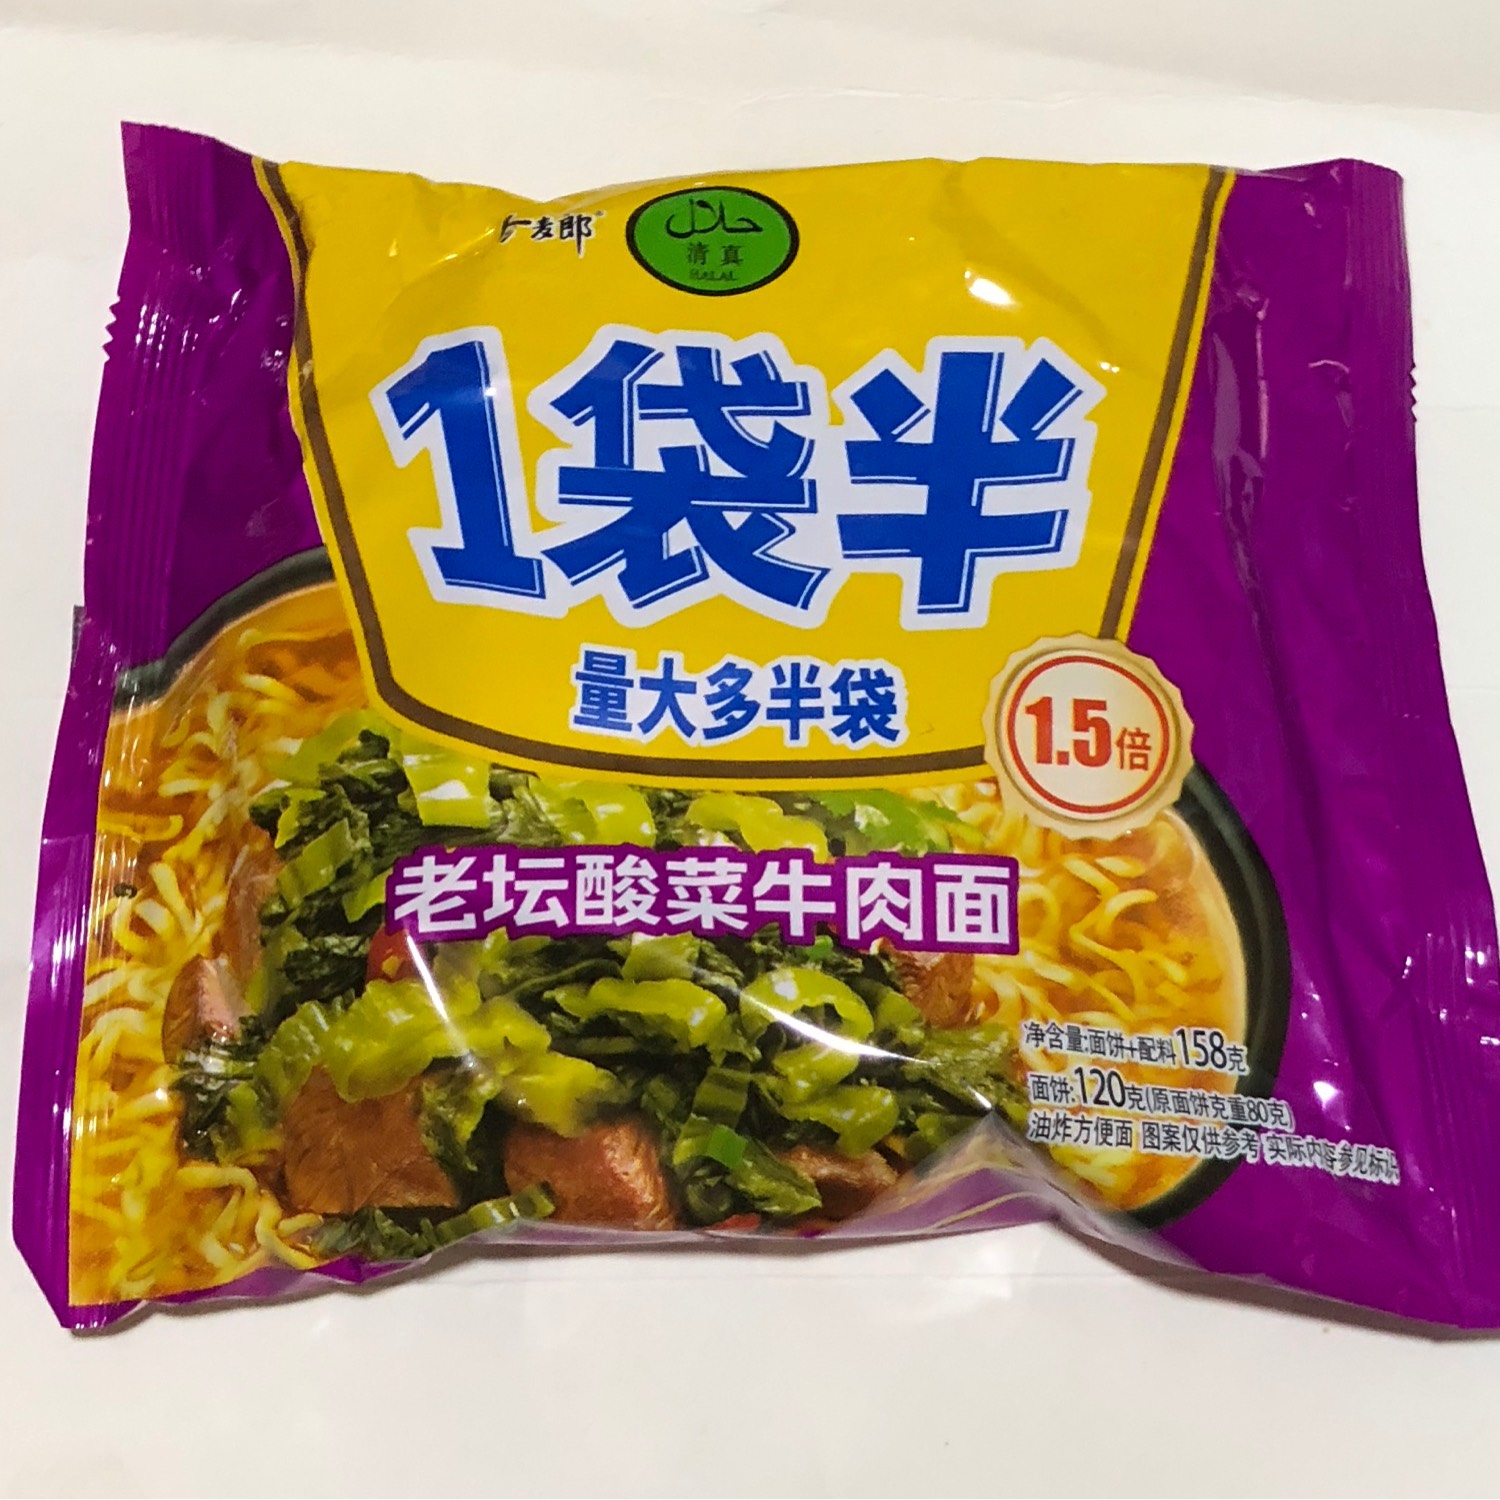 今麦郎
حلال
清真
HALAL
1袋半
量大多半袋
1.5倍
老坛酸菜牛肉面
净含量:面饼+配料158克
面饼:120克(原面饼克重80克)
油炸方便面 图案仅供参考 实际内容参见标识